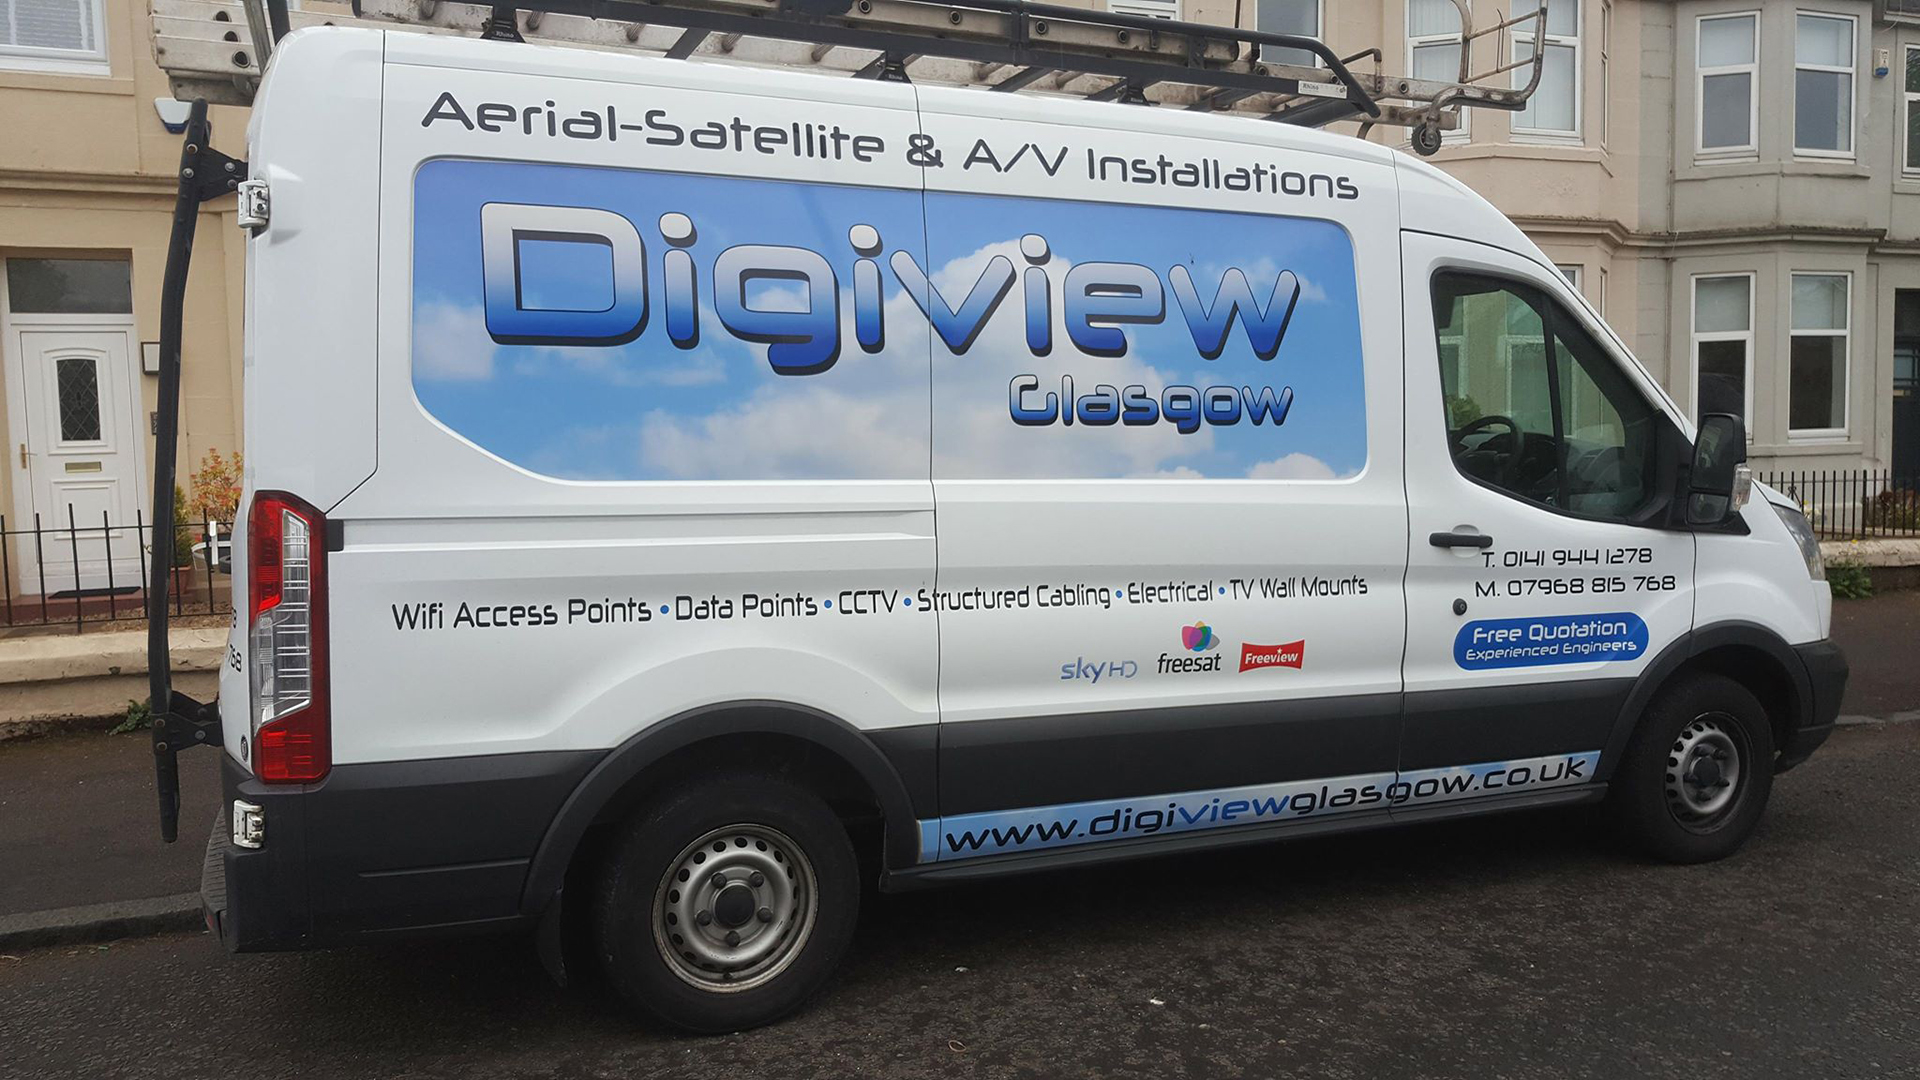 Aerial-Satellite & A/V Installations
Digiview
Glasgow
T. 0141 944 1278
M. 07968 815 768
Wifi Access Points • Data Points • CCTV • Structured Cabling • Electrical • TV Wall Mounts
Free Quotation
Experienced Engineers
sky HD
freesat
Freeview
www.digiviewglasgow.co.uk
768